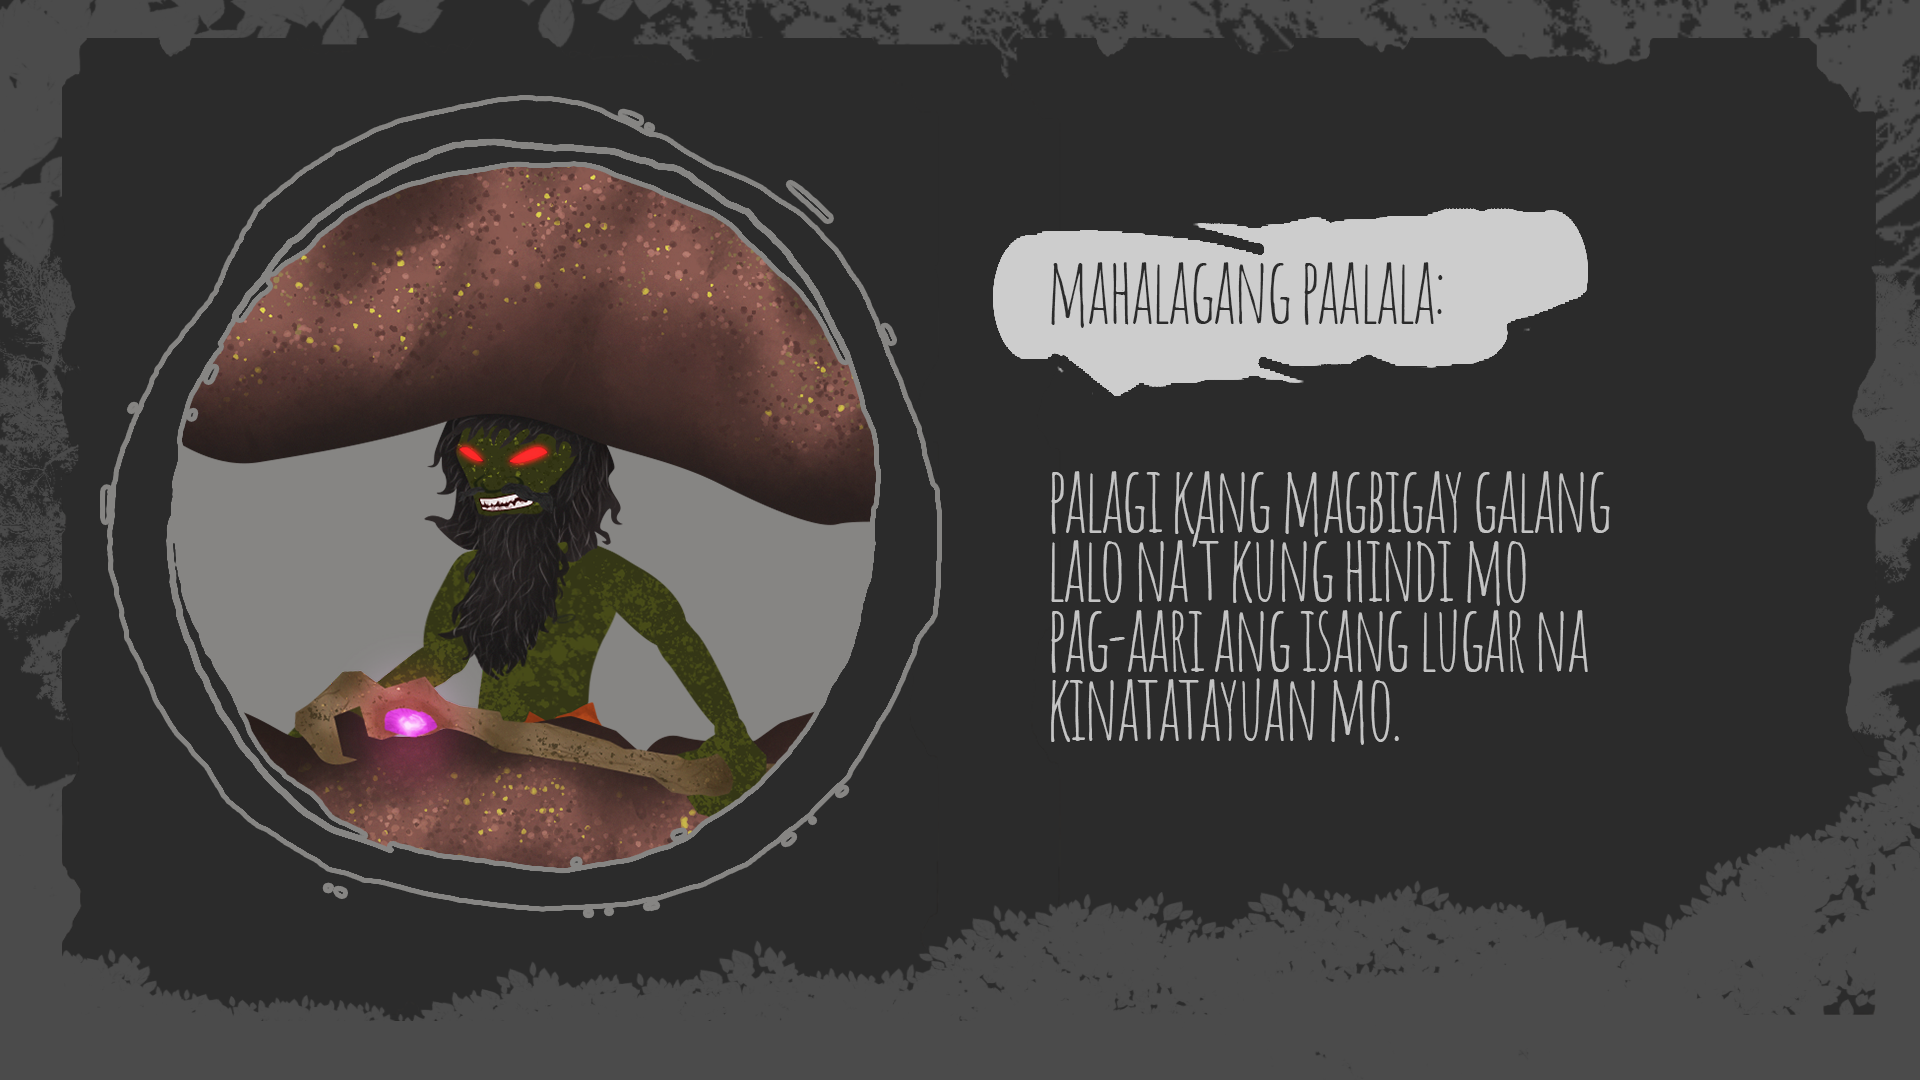 MAHALAGANG PAALALA:
PALAGI KANG MAGBIGAY GALANG
LALO NA'T KUNG HINDI MO
PAG-AARI ANG ISANG LUGAR NA
KINATATAYUAN MO.